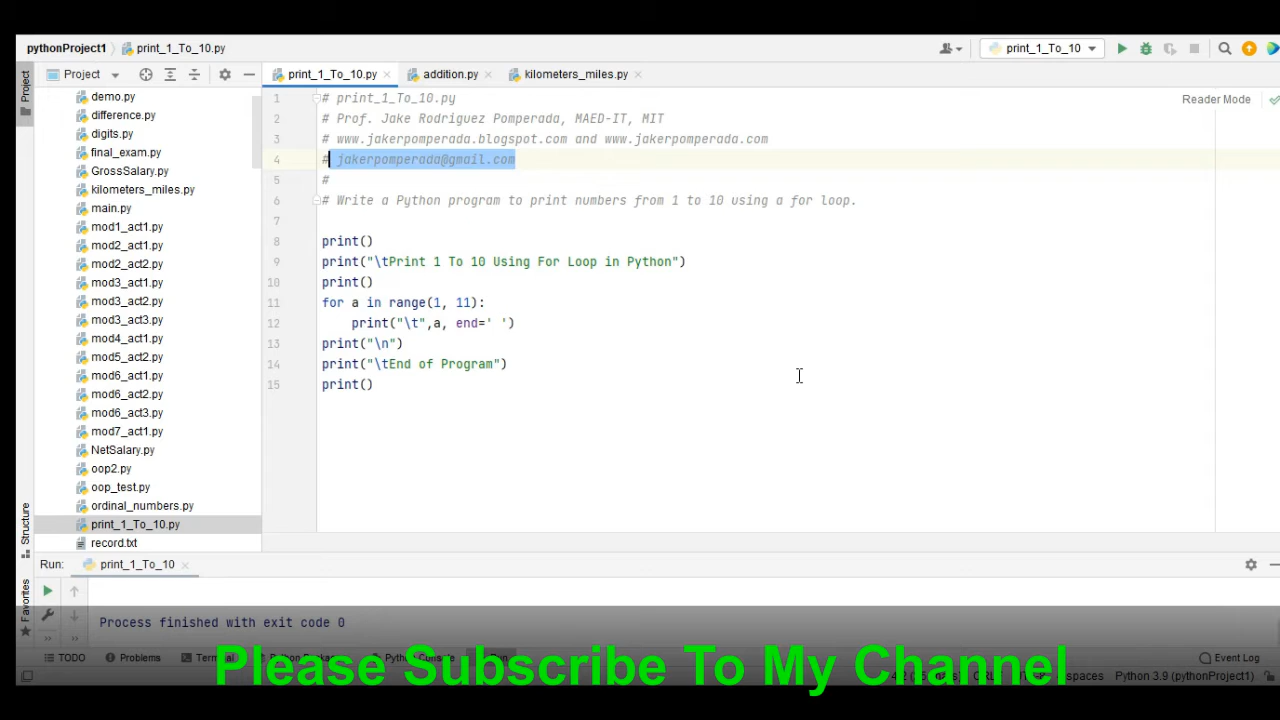 pythonProject1 print_1_To_10.py print_1_To_10
Project print_1_To_10.py addition.py kilometers_miles.py
Project
Reader Mode
demo.py
difference.py
digits.py
final_exam.py
GrossSalary.py
kilometers_miles.py
main.py
mod1_act1.py
mod2_act1.py
mod2_act2.py
mod3_act1.py
mod3_act2.py
mod3_act3.py
mod4_act1.py
mod5_act2.py
mod6_act1.py
mod6_act2.py
mod6_act3.py
mod7_act1.py
NetSalary.py
oop2.py
oop_test.py
ordinal_numbers.py
print_1_To_10.py
record.txt
1 # print_1_To_10.py
2 # Prof. Jake Rodriguez Pomperada, MAED-IT, MIT
3 # www.jakerpomperada.blogspot.com and www.jakerpomperada.com
4 # jakerpomperada@gmail.com
5 #
6 # Write a Python program to print numbers from 1 to 10 using a for loop.
7
8 print()
9 print("\tPrint 1 To 10 Using For Loop in Python")
10 print()
11 for a in range(1, 11):
12     print("\t",a, end=' ')
13 print("\n")
14 print("\tEnd of Program")
15 print()
Structure
Favorites
Run: print_1_To_10
Process finished with exit code 0
TODO Problems Terminal Event Log
Please Subscribe To My Channel
Python 3.9 (pythonProject1)